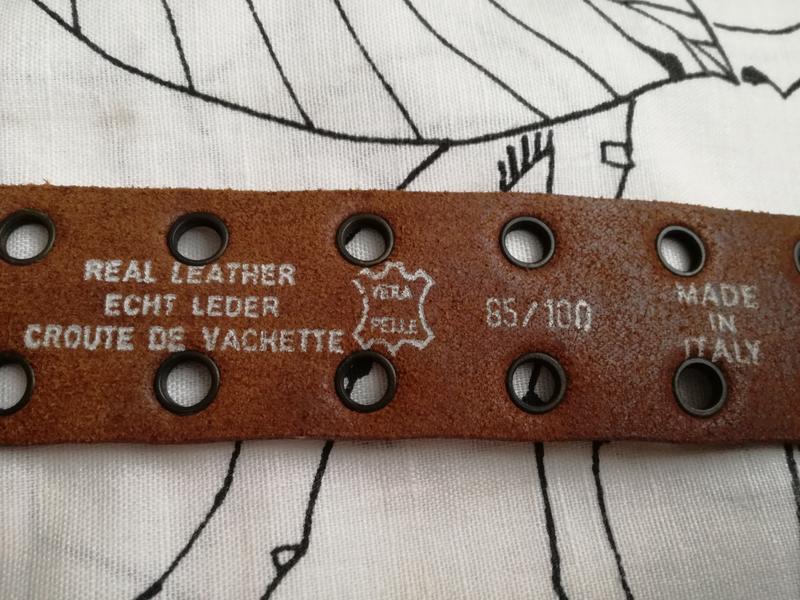 REAL LEATHER
ECHT LEDER
CROUTE DE VACHETTE
VERA
PELLE
85/100
MADE
IN
ITALY